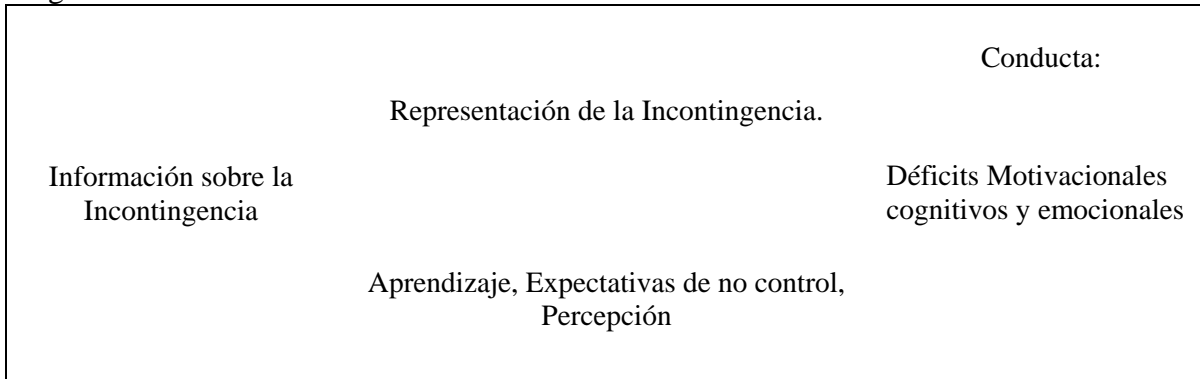 Conducta:
Representación de la Incontingencia.
Información sobre la
Incontingencia
Déficits Motivacionales
cognitivos y emocionales
Aprendizaje, Expectativas de no control,
Percepción